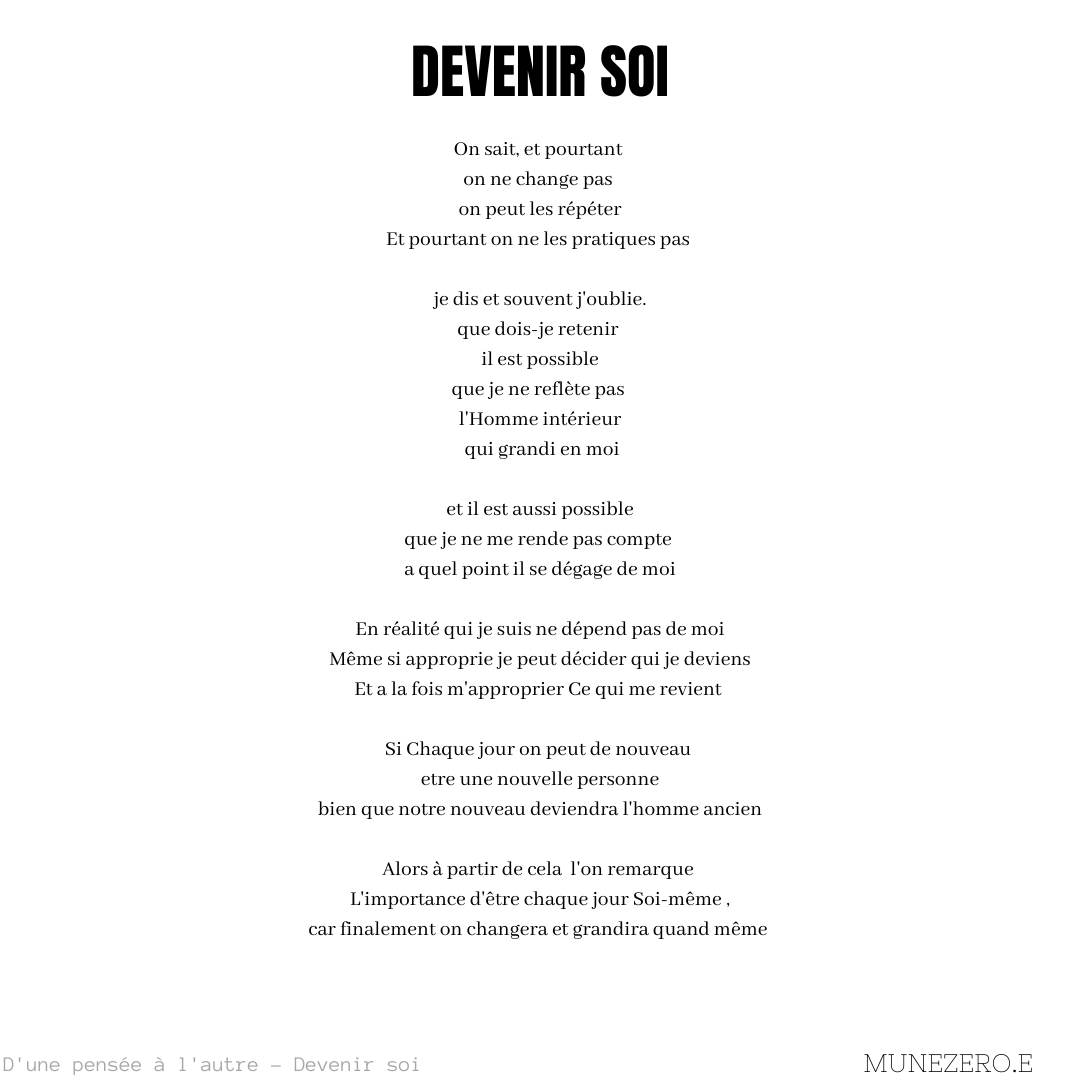 DEVENIR SOI
On sait, et pourtant
on ne change pas
on peut les répéter
Et pourtant on ne les pratiques pas
je dis et souvent j'oublie.
que dois-je retenir
il est possible
que je ne reflète pas
l'Homme intérieur
qui grandi en moi
et il est aussi possible
que je ne me rende pas compte
a quel point il se dégage de moi
En réalité qui je suis ne dépend pas de moi
Même si approprie je peut décider qui je deviens
Et a la fois m'approprier Ce qui me revient
Si Chaque jour on peut de nouveau
etre une nouvelle personne
bien que notre nouveau deviendra l'homme ancien
Alors à partir de cela  l'on remarque
L'importance d'être chaque jour Soi-même ,
car finalement on changera et grandira quand même
D'une pensée à l'autre – Devenir soi
MUNEZERO.E